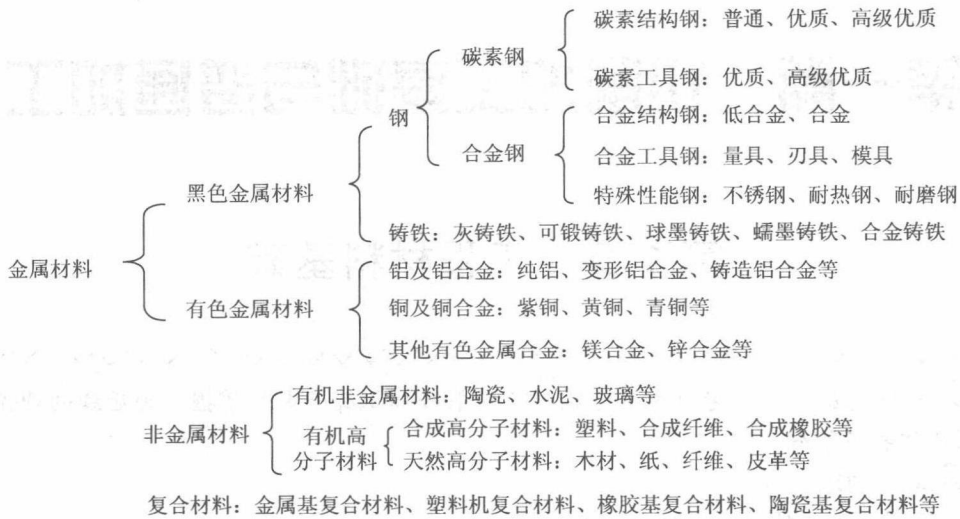 碳素结构钢：普通、优质、高级优质
碳素钢
碳素工具钢：优质、高级优质
钢
合金结构钢：低合金、合金
合金钢
合金工具钢：量具、刃具、模具
特殊性能钢：不锈钢、耐热钢、耐磨钢
黑色金属材料
铸铁：灰铸铁、可锻铸铁、球墨铸铁、蠕墨铸铁、合金铸铁
金属材料
铝及铝合金：纯铝、变形铝合金、铸造铝合金等
有色金属材料
铜及铜合金：紫铜、黄铜、青铜等
其他有色金属合金：镁合金、锌合金等
有机非金属材料：陶瓷、水泥、玻璃等
非金属材料
有机高
分子材料
合成高分子材料：塑料、合成纤维、合成橡胶等
天然高分子材料：木材、纸、纤维、皮革等
复合材料：金属基复合材料、塑料机复合材料、橡胶基复合材料、陶瓷基复合材料等